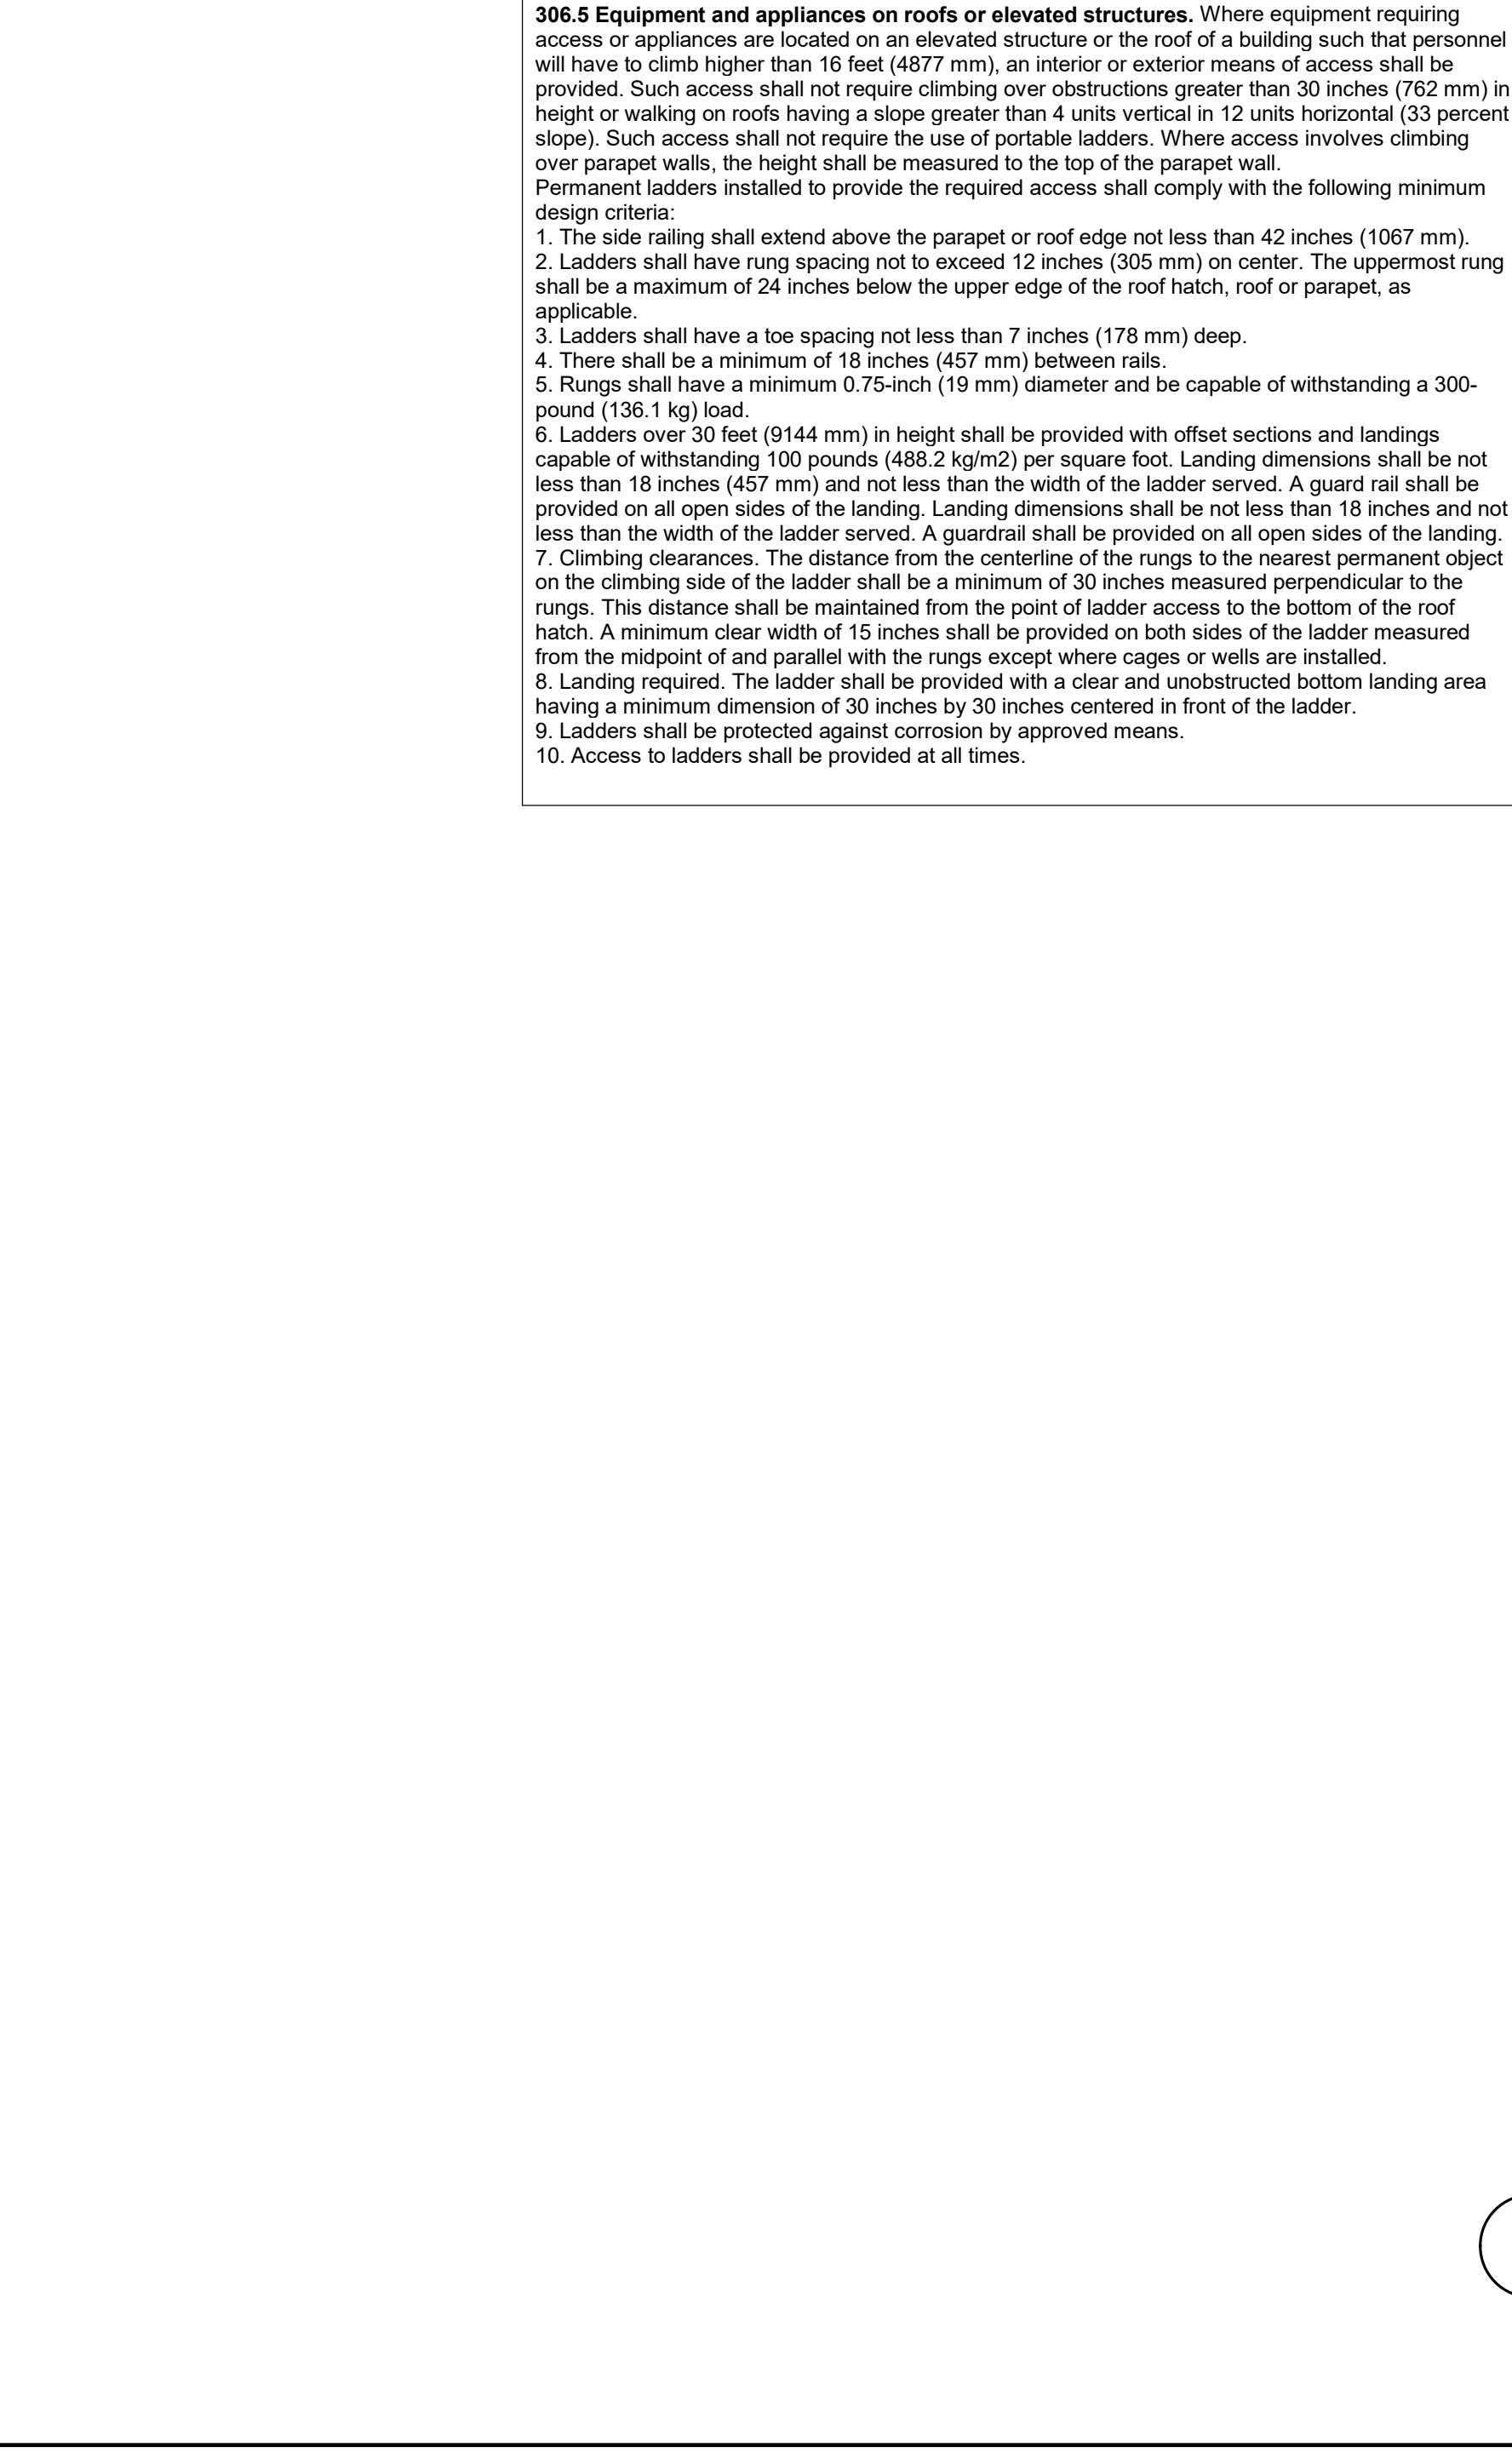 306.5 Equipment and appliances on roofs or elevated structures. Where equipment requiring
access or appliances are located on an elevated structure or the roof of a building such that personnel
will have to climb higher than 16 feet (4877 mm), an interior or exterior means of access shall be
provided. Such access shall not require climbing over obstructions greater than 30 inches (762 mm) in
height or walking on roofs having a slope greater than 4 units vertical in 12 units horizontal (33 percent
slope). Such access shall not require the use of portable ladders. Where access involves climbing
over parapet walls, the height shall be measured to the top of the parapet wall.
Permanent ladders installed to provide the required access shall comply with the following minimum
design criteria:
1. The side railing shall extend above the parapet or roof edge not less than 42 inches (1067 mm).
2. Ladders shall have rung spacing not to exceed 12 inches (305 mm) on center. The uppermost rung
shall be a maximum of 24 inches below the upper edge of the roof hatch, roof or parapet, as
applicable.
3. Ladders shall have a toe spacing not less than 7 inches (178 mm) deep.
4. There shall be a minimum of 18 inches (457 mm) between rails.
5. Rungs shall have a minimum 0.75-inch (19 mm) diameter and be capable of withstanding a 300-
pound (136.1 kg) load.
6. Ladders over 30 feet (9144 mm) in height shall be provided with offset sections and landings
capable of withstanding 100 pounds (488.2 kg/m2) per square foot. Landing dimensions shall be not
less than 18 inches (457 mm) and not less than the width of the ladder served. A guard rail shall be
provided on all open sides of the landing. Landing dimensions shall be not less than 18 inches and not
less than the width of the ladder served. A guardrail shall be provided on all open sides of the landing.
7. Climbing clearances. The distance from the centerline of the rungs to the nearest permanent object
on the climbing side of the ladder shall be a minimum of 30 inches measured perpendicular to the
rungs. This distance shall be maintained from the point of ladder access to the bottom of the roof
hatch. A minimum clear width of 15 inches shall be provided on both sides of the ladder measured
from the midpoint of and parallel with the rungs except where cages or wells are installed.
8. Landing required. The ladder shall be provided with a clear and unobstructed bottom landing area
having a minimum dimension of 30 inches by 30 inches centered in front of the ladder.
9. Ladders shall be protected against corrosion by approved means.
10. Access to ladders shall be provided at all times.